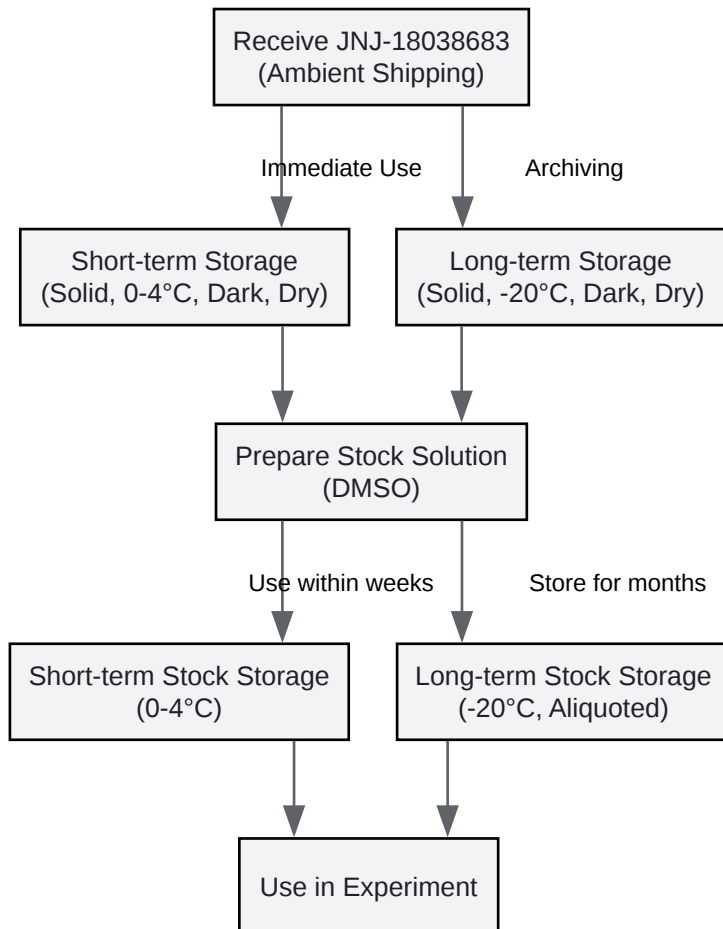 Receive JNJ-18038683
(Ambient Shipping)
Immediate Use
Archiving
Short-term Storage
(Solid, 0-4°C, Dark, Dry)
Long-term Storage
(Solid, -20°C, Dark, Dry)
Prepare Stock Solution
(DMSO)
Use within weeks
Store for months
Short-term Stock Storage
(0-4°C)
Long-term Stock Storage
(-20°C, Aliquoted)
Use in Experiment